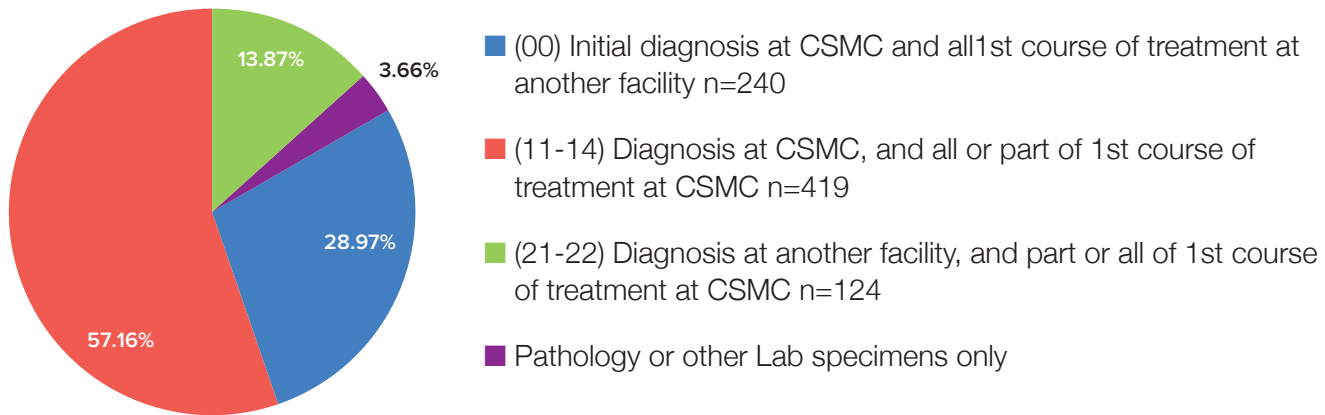 13.87%
3.66%
28.97%
57.16%
(00) Initial diagnosis at CSMC and all1st course of treatment at
another facility n=240
(11-14) Diagnosis at CSMC, and all or part of 1st course of
treatment at CSMC n=419
(21-22) Diagnosis at another facility, and part or all of 1st course
of treatment at CSMC n=124
Pathology or other Lab specimens only